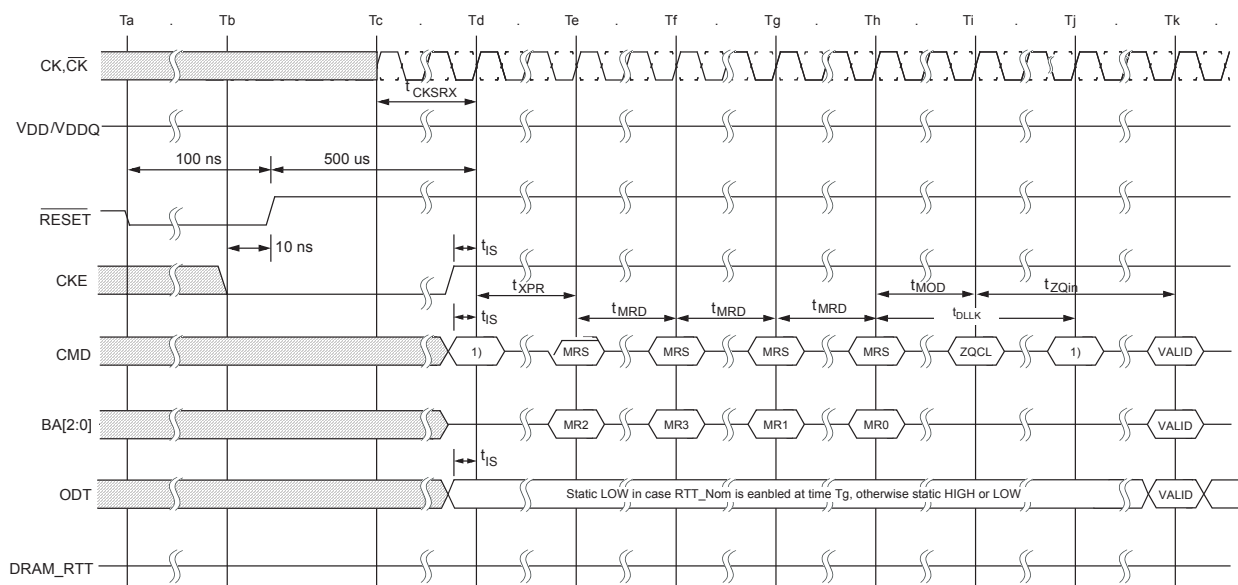 Ta . Tb . Tc . Td . Te . Tf . Tg . Th . Ti . Tj . Tk .
CK,CK
tCKSRX
VDD/VDDQ
100 ns 500 us
RESET
10 ns tIS
CKE
tXPR tMOD tZQin
tIS tMRD tMRD tMRD tDLLK
CMD 1) MRS MRS MRS MRS ZQCL 1) VALID
BA[2:0] MR2 MR3 MR1 MR0 VALID
tIS
ODT Static LOW in case RTT_Nom is eanbled at time Tg, otherwise static HIGH or LOW VALID
DRAM_RTT